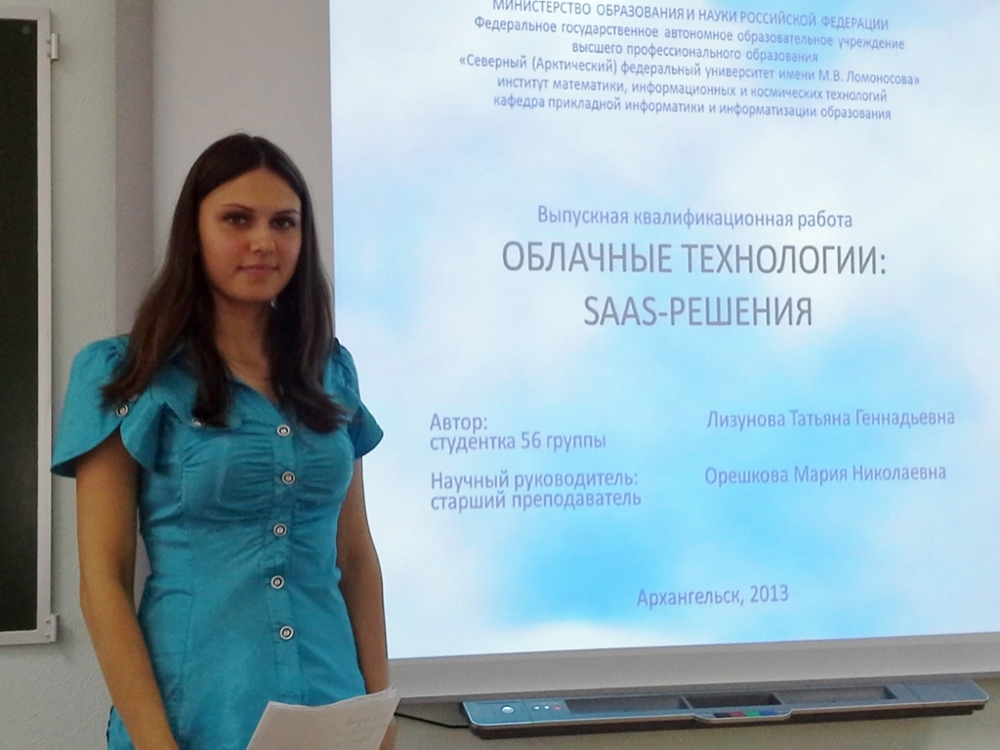 МИНИСТЕРСТВО ОБРАЗОВАНИЯ И НАУКИ РОССИЙСКОЙ ФЕДЕРАЦИИ
Федеральное государственное автономное образовательное учреждение
высшего профессионального образования
«Северный (Арктический) федеральный университет имени М.В. Ломоносова»
институт математики, информационных и космических технологий
кафедра прикладной информатики и информатизации образования
Выпускная квалификационная работа
ОБЛАЧНЫЕ ТЕХНОЛОГИИ:
SAAS-РЕШЕНИЯ
Автор: Лизунова Татьяна Геннадьевна
студентка 56 группы
Научный руководитель: Орешкова Мария Николаевна
старший преподаватель
Архангельск, 2013